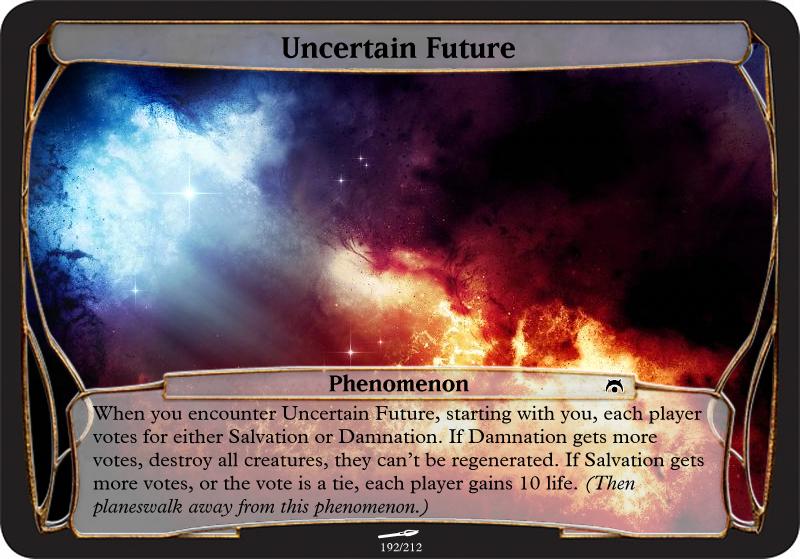 Uncertain Future
Phenomenon
When you encounter Uncertain Future, starting with you, each player
votes for either Salvation or Damnation. If Damnation gets more
votes, destroy all creatures, they can't be regenerated. If Salvation gets
more votes, or the vote is a tie, each player gains 10 life. (Then
planeswalk away from this phenomenon.)
192/212